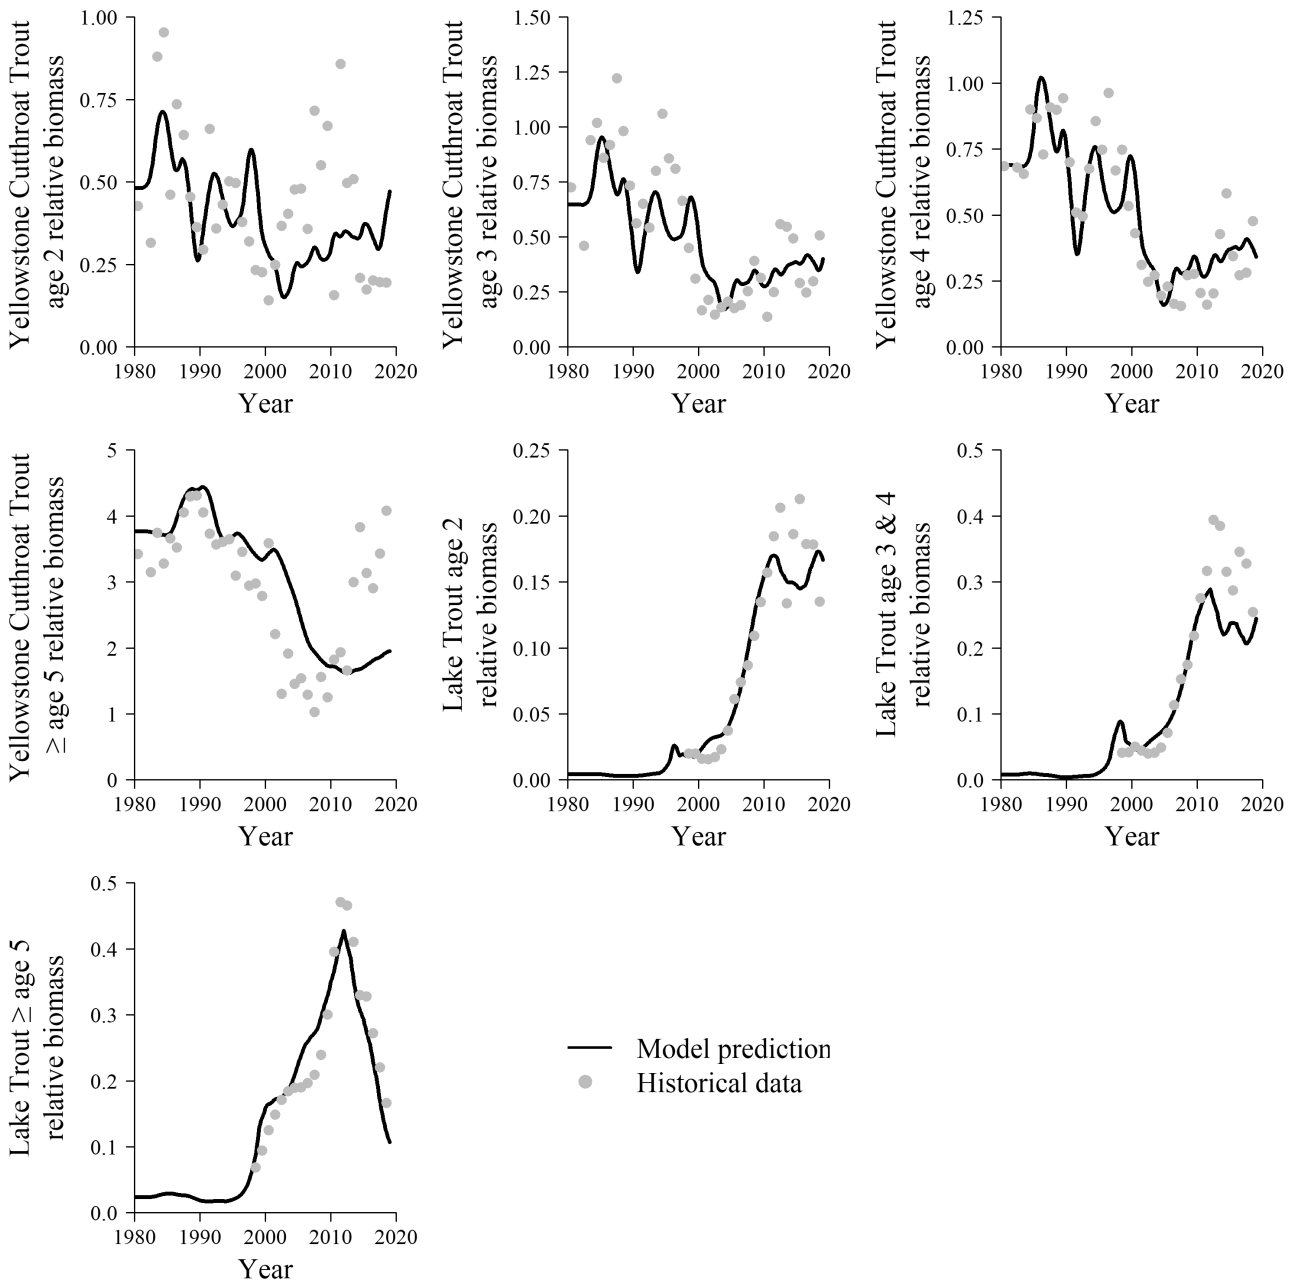 Yellowstone Cutthroat Trout
age 2 relative biomass
1.00
0.75
0.50
0.25
0.00
1980 1990 2000 2010 2020
Year
Yellowstone Cutthroat Trout
age 3 relative biomass
1.50
1.25
1.00
0.75
0.50
0.25
0.00
1980 1990 2000 2010 2020
Year
Yellowstone Cutthroat Trout
age 4 relative biomass
1.25
1.00
0.75
0.50
0.25
0.00
1980 1990 2000 2010 2020
Year
Yellowstone Cutthroat Trout
≥ age 5 relative biomass
5
4
3
2
1
0
1980 1990 2000 2010 2020
Year
Lake Trout age 2
relative biomass
0.25
0.20
0.15
0.10
0.05
0.00
1980 1990 2000 2010 2020
Year
Lake Trout age 3 & 4
relative biomass
0.5
0.4
0.3
0.2
0.1
0.0
1980 1990 2000 2010 2020
Year
Lake Trout ≥ age 5
relative biomass
0.5
0.4
0.3
0.2
0.1
0.0
1980 1990 2000 2010 2020
Year
Model prediction
Historical data